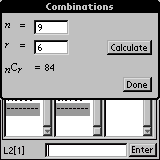 Combinations
n = 9
r = 6
Calculate
nCr = 84
Done
L2[1]
Enter